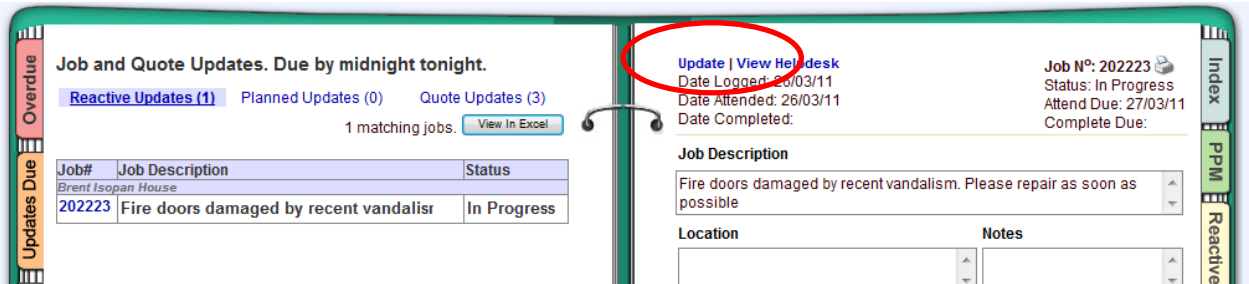 Overdue
Updates Due
Job and Quote Updates. Due by midnight tonight.
Reactive Updates (1) Planned Updates (0) Quote Updates (3)
1 matching jobs. View In Excel
Job# Job Description Status
Brent Isopan House
202223 Fire doors damaged by recent vandalisr In Progress
Update | View Helpdesk
Date Logged: 26/03/11
Date Attended: 26/03/11
Date Completed:
Job Nº: 202223
Status: In Progress
Attend Due: 27/03/11
Complete Due:
Job Description
Fire doors damaged by recent vandalism. Please repair as soon as
possible
Location Notes
Index
PPM
Reactive